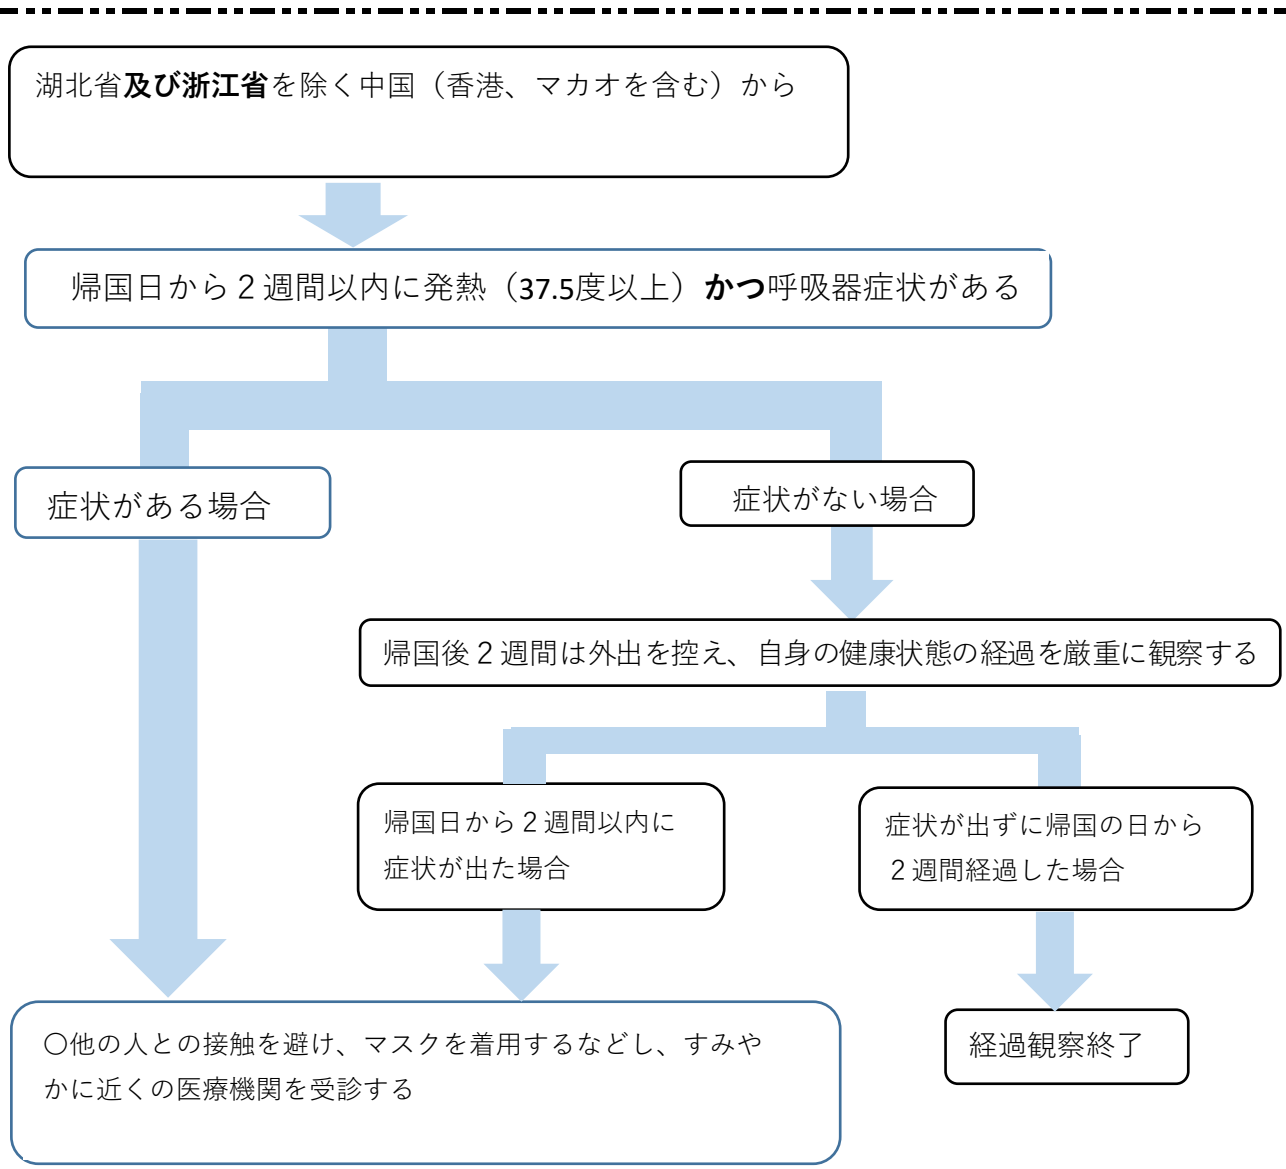 湖北省及び浙江省を除く中国（香港、マカオを含む）から
帰国日から２週間以内に発熱（37.5度以上）かつ呼吸器症状がある
症状がある場合
症状がない場合
帰国後２週間は外出を控え、自身の健康状態の経過を厳重に観察する
帰国日から２週間以内に
症状が出た場合
症状が出ずに帰国の日から
２週間経過した場合
〇他の人との接触を避け、マスクを着用するなどし、すみや
かに近くの医療機関を受診する
経過観察終了